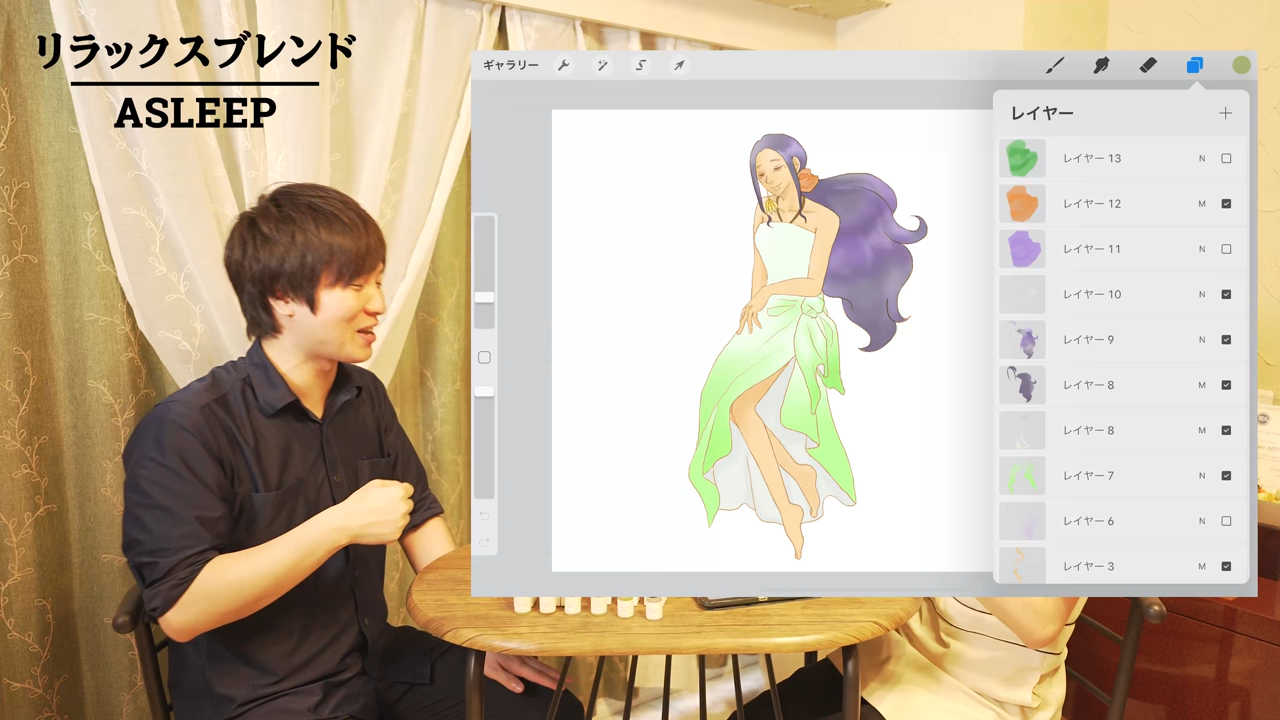 リラックスブレンド
ASLEEP
ギャラリー
レイヤー
レイヤー 13 N
レイヤー 12 M
レイヤー 11 N
レイヤー 10 N
レイヤー 9 N
レイヤー 8 M
レイヤー 8 M
レイヤー 7 N
レイヤー 6 N
レイヤー 3 M